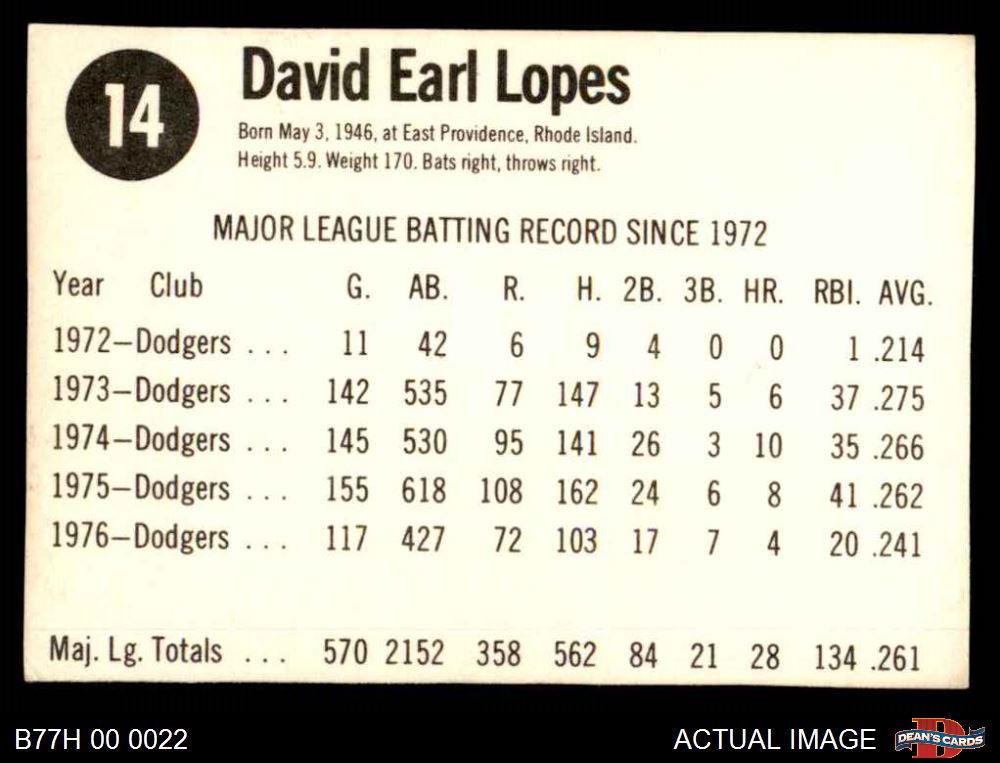 14
David Earl Lopes
Born May 3, 1946, at East Providence, Rhode Island.
Height 5.9. Weight 170. Bats right, throws right.
MAJOR LEAGUE BATTING RECORD SINCE 1972
Year Club G. AB. R. H. 2B. 3B. HR. RBI. AVG.
1972—Dodgers ... 11 42 6 9 4 0 0 1 .214
1973—Dodgers ... 142 535 77 147 13 5 6 37 .275
1974—Dodgers ... 145 530 95 141 26 3 10 35 .266
1975—Dodgers ... 155 618 108 162 24 6 8 41 .262
1976—Dodgers ... 117 427 72 103 17 7 4 20 .241
Maj. Lg. Totals ... 570 2152 358 562 84 21 28 134 .261
B77H 00 0022
ACTUAL IMAGE
DEAN'S CARDS